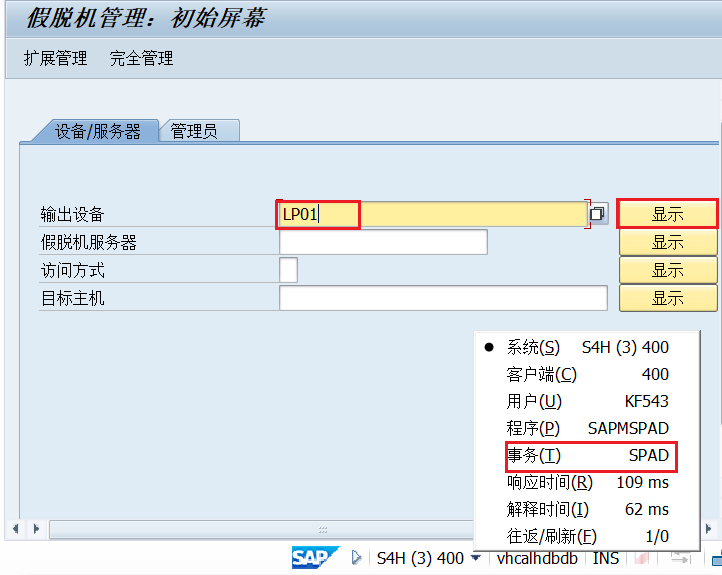 假脱机管理：初始屏幕
扩展管理 完全管理
设备/服务器 管理员
输出设备 LP01 显示
假脱机服务器 显示
访问方式 显示
目标主机 显示
系统(S) S4H (3) 400
客户端(C) 400
用户(U) KF543
程序(P) SAPMSPAD
事务(T) SPAD
响应时间(R) 109 ms
解释时间(I) 62 ms
往返/刷新(F) 1/0
SAP S4H (3) 400 vhcalhdbdb INS